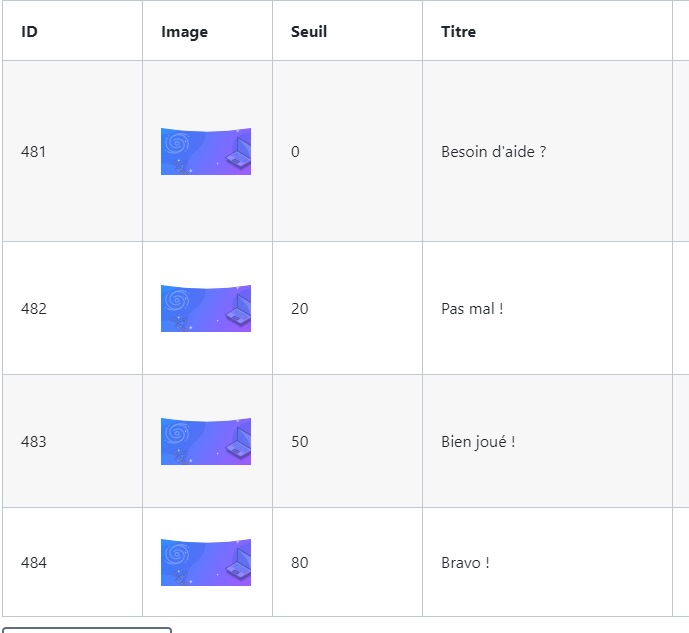 ID Image Seuil Titre
481 0 Besoin d'aide ?
482 20 Pas mal !
483 50 Bien joué !
484 80 Bravo !